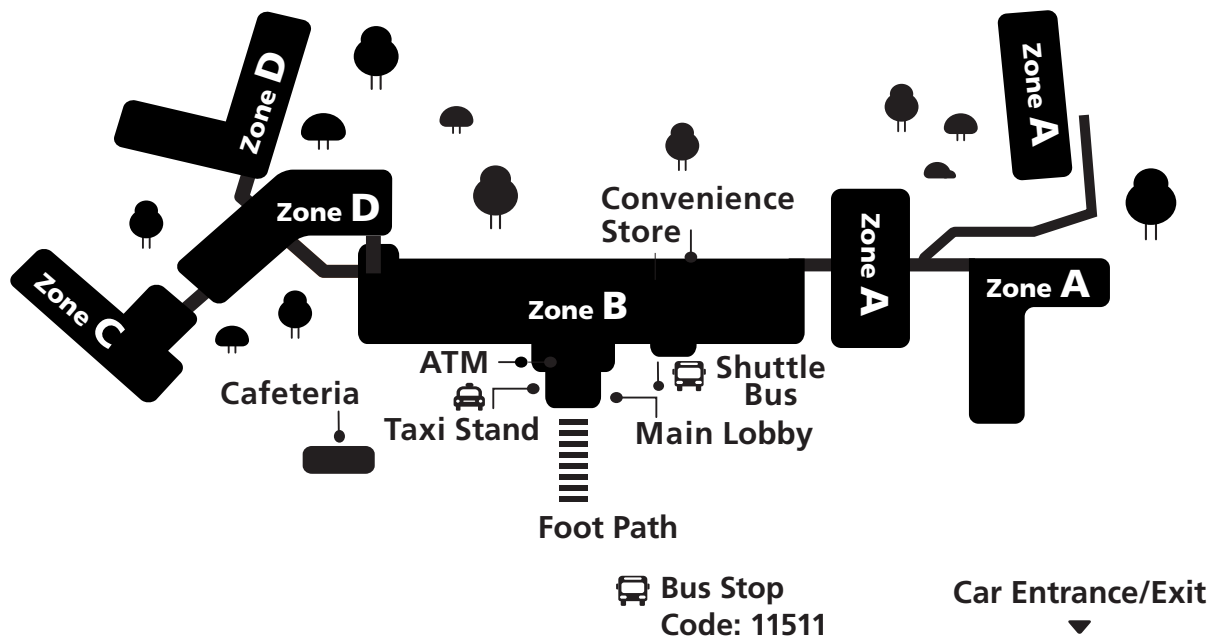 Zone D
Zone A
Zone D
Convenience
Store
Zone A
Zone C
Zone B
Zone A
ATM
Shuttle
Bus
Cafeteria
Taxi Stand
Main Lobby
Foot Path
Bus Stop
Code: 11511
Car Entrance/Exit